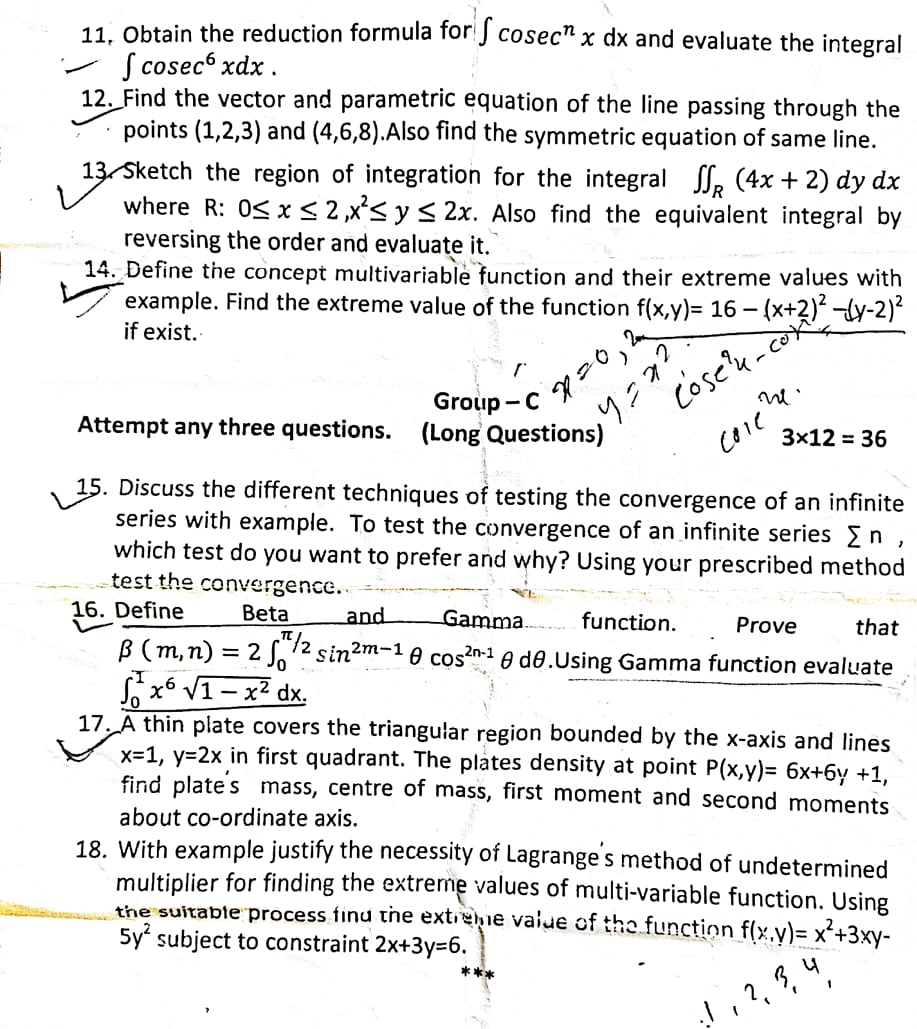 11. Obtain the reduction formula for ∫ cosecⁿ x dx and evaluate the integral
∫ cosec⁶ xdx .
12. Find the vector and parametric equation of the line passing through the
points (1,2,3) and (4,6,8).Also find the symmetric equation of same line.
13. Sketch the region of integration for the integral ∬R (4x + 2) dy dx
where R: 0≤ x ≤ 2 ,x²≤ y ≤ 2x. Also find the equivalent integral by
reversing the order and evaluate it.
14. Define the concept multivariable function and their extreme values with
example. Find the extreme value of the function f(x,y)= 16 – (x+2)² –(y-2)²
if exist.
x=0, 2
y = x²
Group – C
Attempt any three questions. (Long Questions) 3×12 = 36
15. Discuss the different techniques of testing the convergence of an infinite
series with example. To test the convergence of an infinite series ∑ n ,
which test do you want to prefer and why? Using your prescribed method
test the convergence.
16. Define Beta and Gamma function. Prove that
β (m, n) = 2 ∫₀^π/2 sin²ᵐ⁻¹ θ cos²ⁿ⁻¹ θ dθ.Using Gamma function evaluate
∫₀¹ x⁶ √1 – x² dx.
17. A thin plate covers the triangular region bounded by the x-axis and lines
x=1, y=2x in first quadrant. The plates density at point P(x,y)= 6x+6y +1,
find plate's mass, centre of mass, first moment and second moments
about co-ordinate axis.
18. With example justify the necessity of Lagrange's method of undetermined
multiplier for finding the extreme values of multi-variable function. Using
the suitable process find the extreme value of the function f(x,y)= x²+3xy-
5y² subject to constraint 2x+3y=6.
***
1, 2, 3, 4,